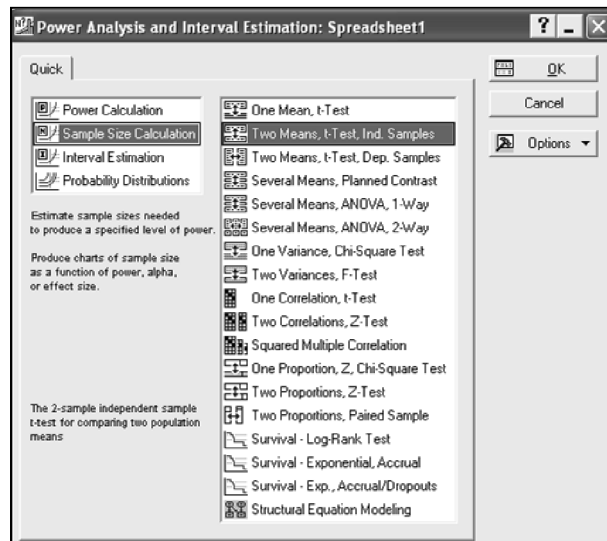 Power Analysis and Interval Estimation: Spreadsheet1
Quick
Power Calculation
Sample Size Calculation
Interval Estimation
Probability Distributions
Estimate sample sizes needed
to produce a specified level of power.
Produce charts of sample size
as a function of power, alpha,
or effect size.
The 2-sample independent sample
t-test for comparing two population
means
One Mean, t-Test
Two Means, t-Test, Ind. Samples
Two Means, t-Test, Dep. Samples
Several Means, Planned Contrast
Several Means, ANOVA, 1-Way
Several Means, ANOVA, 2-Way
One Variance, Chi-Square Test
Two Variances, F-Test
One Correlation, t-Test
Two Correlations, Z-Test
Squared Multiple Correlation
One Proportion, Z, Chi-Square Test
Two Proportions, Z-Test
Two Proportions, Paired Sample
Survival - Log-Rank Test
Survival - Exponential, Accrual
Survival - Exp., Accrual/Dropouts
Structural Equation Modeling
OK
Cancel
Options